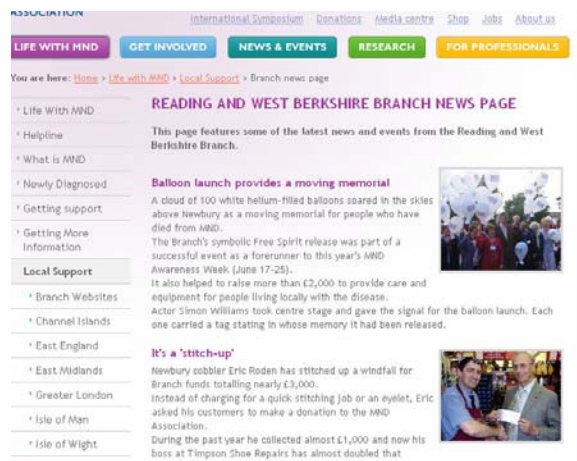 ASSOCIATION
International Symposium Donations Media centre Shop Jobs About us
LIFE WITH MND GET INVOLVED NEWS & EVENTS RESEARCH FOR PROFESSIONALS
You are here: Home > Life with MND > Local Support > Branch news page
Life With MND
Helpline
What is MND
Newly Diagnosed
Getting support
Getting More
Information
Local Support
Branch Websites
Channel Islands
East England
East Midlands
Greater London
Isle of Man
Isle of Wight
READING AND WEST BERKSHIRE BRANCH NEWS PAGE
This page features some of the latest news and events from the Reading and West
Berkshire Branch.
Balloon launch provides a moving memorial
A cloud of 100 white helium-filled balloons soared in the skies
above Newbury as a moving memorial for people who have
died from MND.
The Branch's symbolic Free Spirit release was part of a
successful event as a forerunner to this year's MND
Awareness Week (June 17-25).
It also helped to raise more than £2,000 to provide care and
equipment for people living locally with the disease.
Actor Simon Williams took centre stage and gave the signal for the balloon launch. Each
one carried a tag stating in whose memory it had been released.
It's a 'stitch-up'
Newbury cobbler Eric Roden has stitched up a windfall for
Branch funds totalling nearly £3,000.
Instead of charging for a quick stitching job or an eyelet, Eric
asked his customers to make a donation to the MND
Association.
During the past year he collected almost £1,000 and now his
boss at Timpson Shoe Repairs has almost doubled that